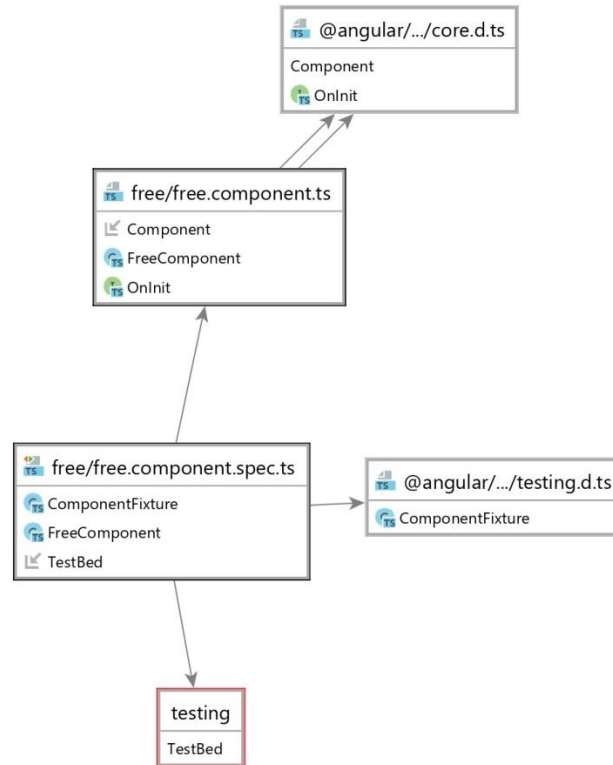 @angular/.../core.d.ts
Component
OnInit
free/free.component.ts
Component
FreeComponent
OnInit
free/free.component.spec.ts
ComponentFixture
FreeComponent
TestBed
@angular/.../testing.d.ts
ComponentFixture
testing
TestBed